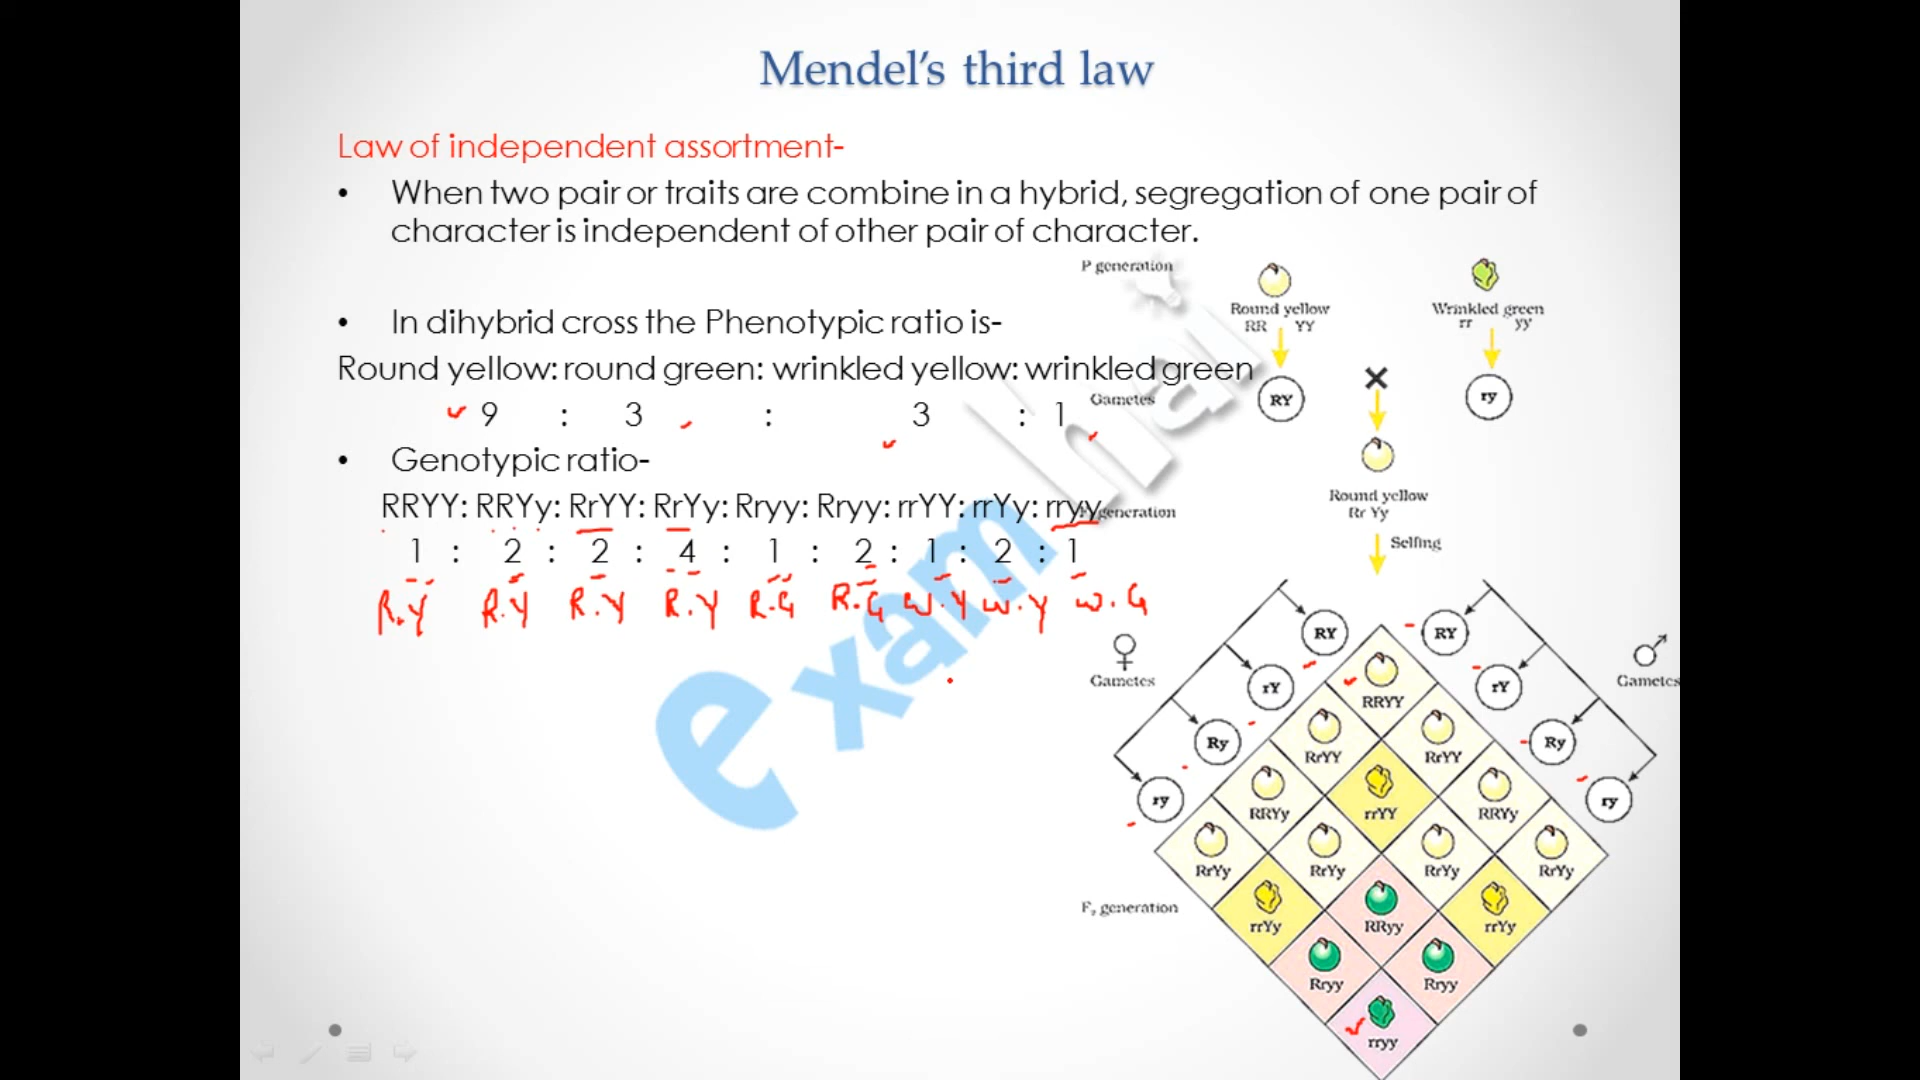 Mendel's third law
Law of independent assortment-
• When two pair or traits are combine in a hybrid, segregation of one pair of
character is independent of other pair of character.
• In dihybrid cross the Phenotypic ratio is-
Round yellow: round green: wrinkled yellow: wrinkled green
9 : 3 : 3 : 1
• Genotypic ratio-
RRYY: RRYy: RrYY: RrYy: Rryy: Rryy: rrYY: rrYy: rryy
1 : 2 : 2 : 4 : 1 : 2 : 1 : 2 : 1
R.Y R.Y R.Y R.Y R.G R.G W.Y W.Y W.G
exam hai
P generation
Round yellow Wrinkled green
RR YY rr yy
Gametes RY ry
Round yellow
Rr Yy
generation
Selfing
RY RY
Gametes rY rY Gametes
Ry Ry
ry ry
RRYY
RrYY RrYY
RRYy rrYY RRYy
RrYy RrYy RrYy RrYy
F₂ generation
rrYy RRyy rrYy
Rryy Rryy
rryy